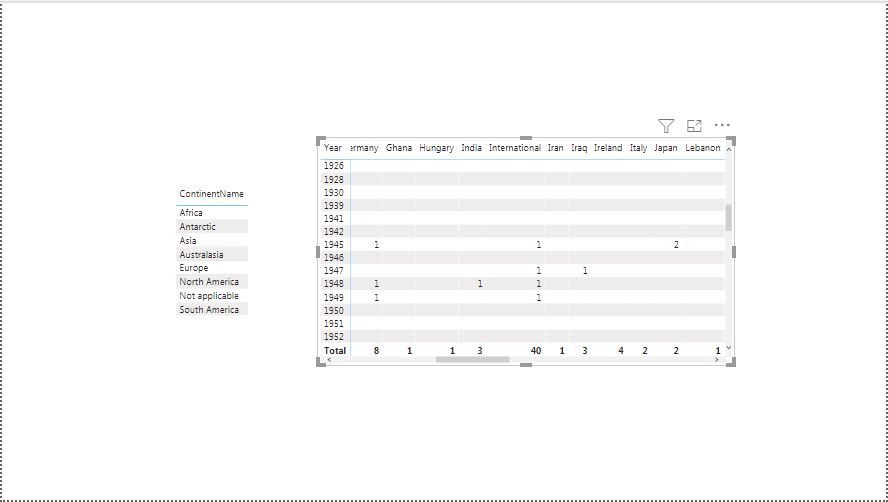 ContinentName
Africa
Antarctic
Asia
Australasia
Europe
North America
Not applicable
South America
Year ermany Ghana Hungary India International Iran Iraq Ireland Italy Japan Lebanon
1926
1928
1930
1939
1941
1942
1945 1 1 2
1946
1947 1 1
1948 1 1 1
1949 1 1
1950
1951
1952
Total 8 1 1 3 40 1 3 4 2 2 1